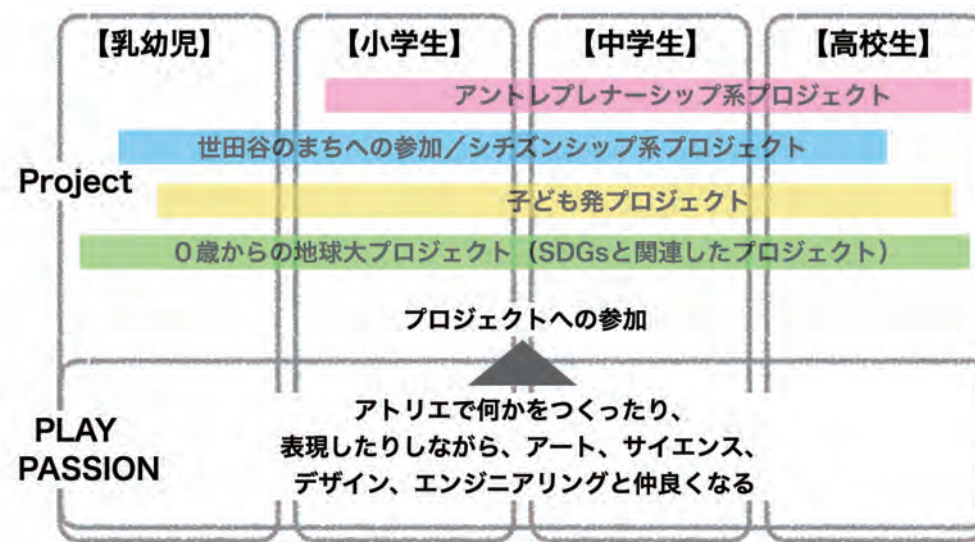 【乳幼児】
【小学生】
【中学生】
【高校生】
アントレプレナーシップ系プロジェクト
世田谷のまちへの参加／シチズンシップ系プロジェクト
Project
子ども発プロジェクト
０歳からの地球大プロジェクト（SDGsと関連したプロジェクト）
プロジェクトへの参加
PLAY
PASSION
アトリエで何かをつくったり、
表現したりしながら、アート、サイエンス、
デザイン、エンジニアリングと仲良くなる